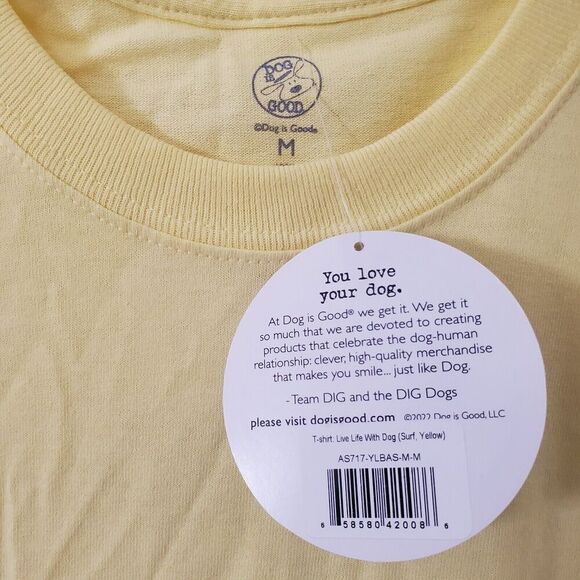 DOG
is
GOOD
©Dog is Good®
M
You love
your dog.
At Dog is Good® we get it. We get it
so much that we are devoted to creating
products that celebrate the dog-human
relationship: clever, high-quality merchandise
that makes you smile... just like Dog.
-Team DIG and the DIG Dogs
please visit dogisgood.com ©2022 Dog is Good, LLC
T-shirt: Live Life With Dog (Surf, Yellow)
AS717-YLBAS-M-M
6 58580 42008 6